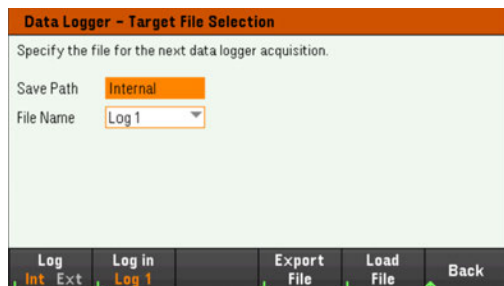 Data Logger – Target File Selection
Specify the file for the next data logger acquisition.
Save Path Internal
File Name Log 1
Log Int Ext
Log in Log 1
Export File
Load File
Back